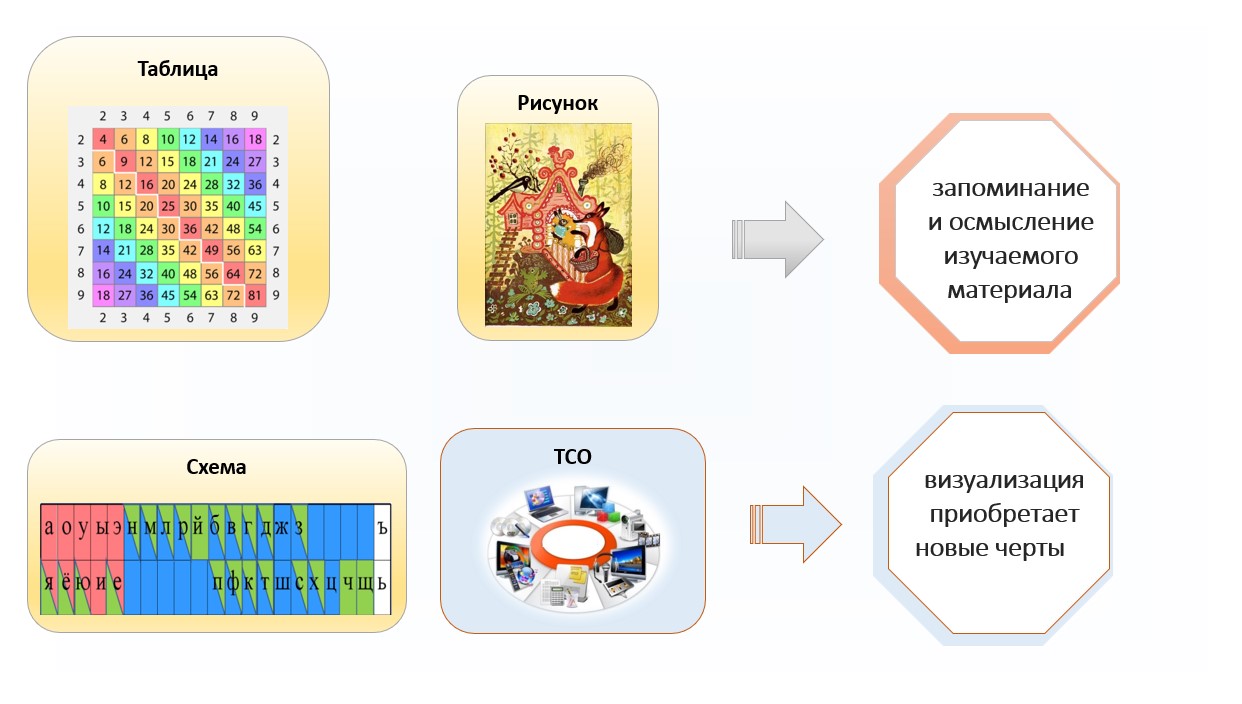 Таблица
2 3 4 5 6 7 8 9
2 4 6 8 10 12 14 16 18 2
3 6 9 12 15 18 21 24 27 3
4 8 12 16 20 24 28 32 36 4
5 10 15 20 25 30 35 40 45 5
6 12 18 24 30 36 42 48 54 6
7 14 21 28 35 42 49 56 63 7
8 16 24 32 40 48 56 64 72 8
9 18 27 36 45 54 63 72 81 9
2 3 4 5 6 7 8 9
Рисунок
запоминание
и осмысление
изучаемого
материала
Схема
а о у ы э н м л р й б в г д ж з ъ
я ё ю и е п ф к т ш с х ц ч щ ь
ТСО
визуализация
приобретает
новые черты